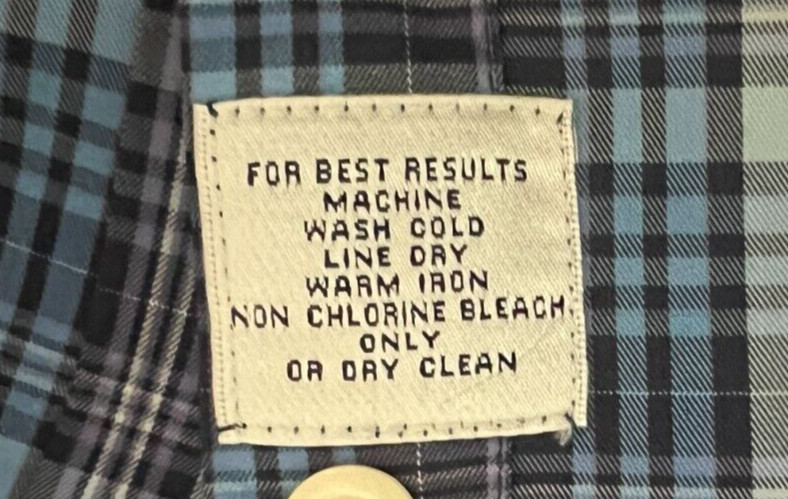 FOR BEST RESULTS
MACHINE
WASH COLD
LINE DRY
WARM IRON
NON CHLORINE BLEACH
ONLY
OR DRY CLEAN